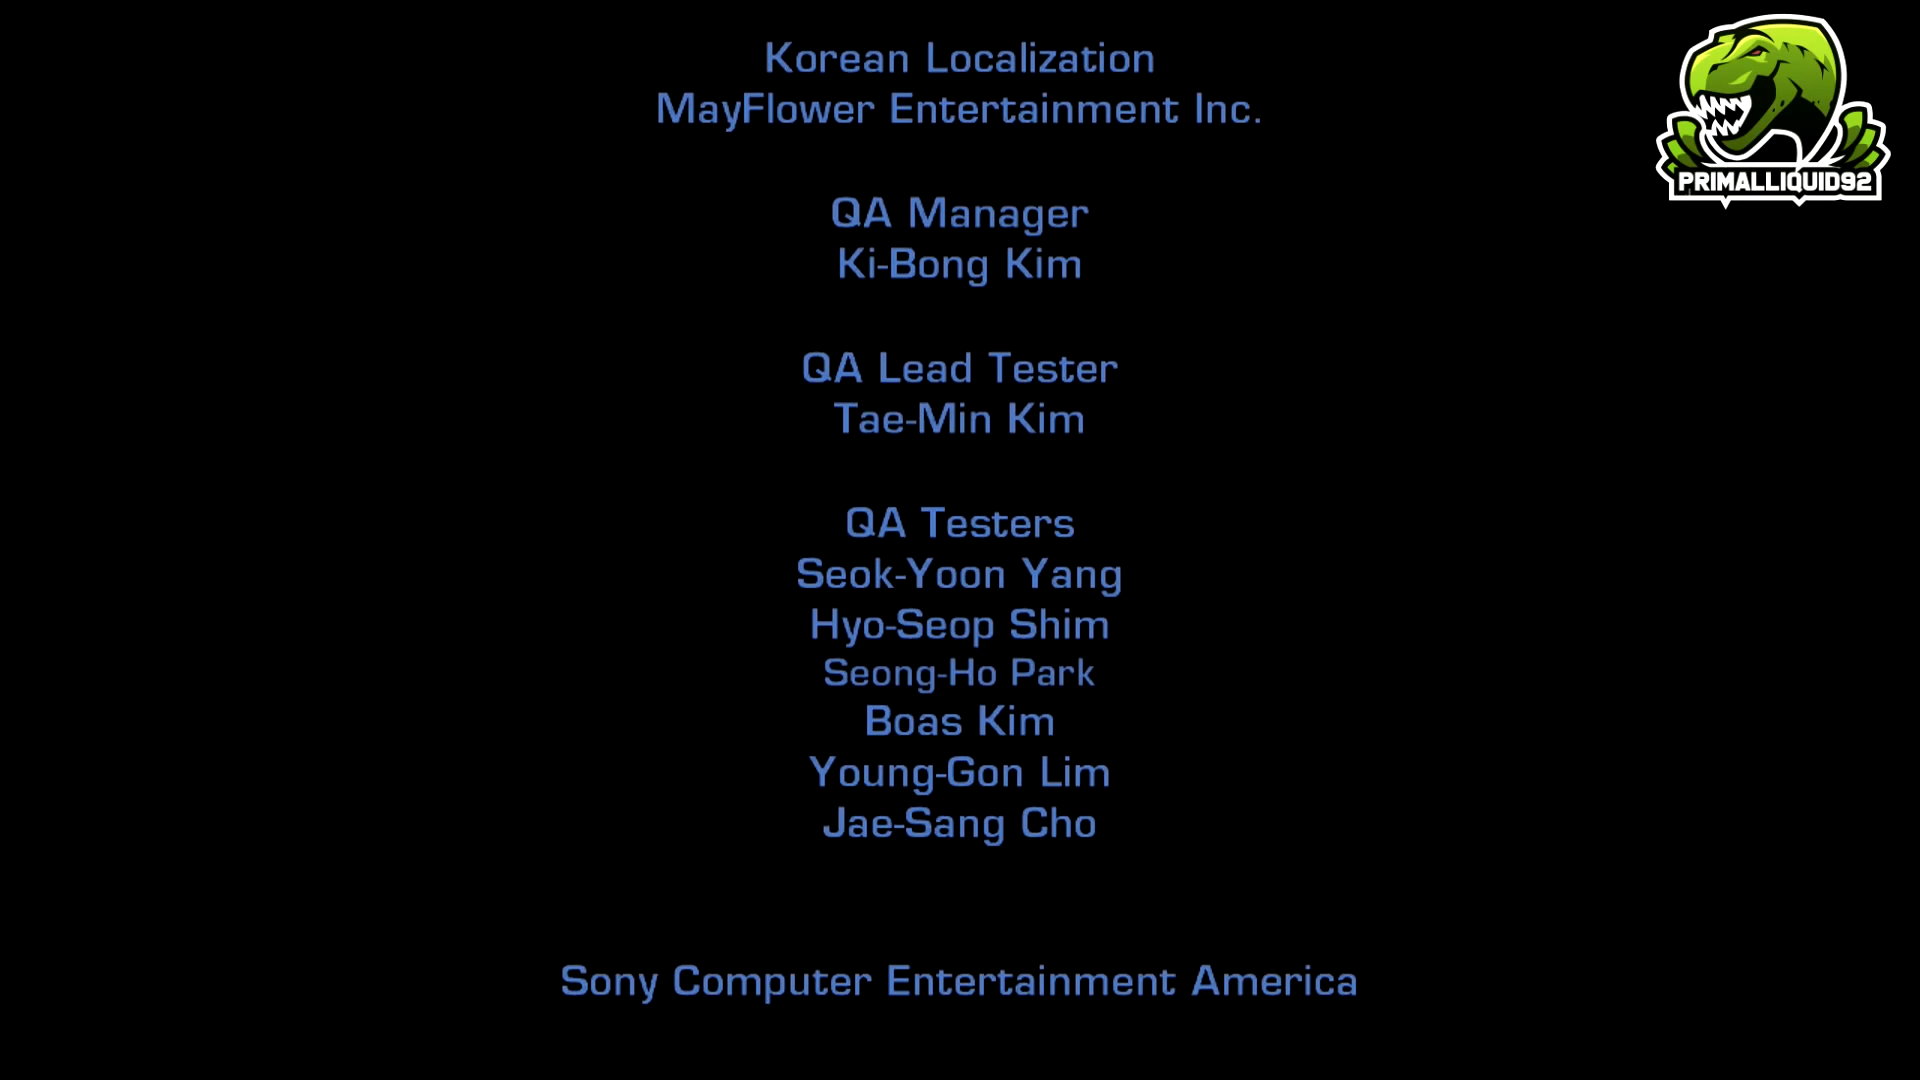 Korean Localization
MayFlower Entertainment Inc.
QA Manager
Ki-Bong Kim
QA Lead Tester
Tae-Min Kim
QA Testers
Seok-Yoon Yang
Hyo-Seop Shim
Seong-Ho Park
Boas Kim
Young-Gon Lim
Jae-Sang Cho
Sony Computer Entertainment America
PRIMALLIQUID92